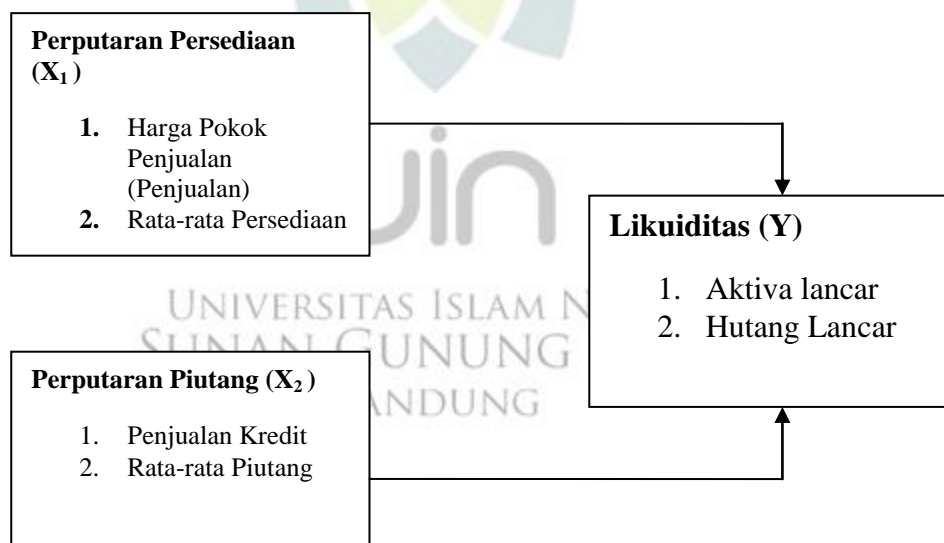 Perputaran Persediaan
(X₁ )
1. Harga Pokok
Penjualan
(Penjualan)
2. Rata-rata Persediaan
Likuiditas (Y)
1. Aktiva lancar
2. Hutang Lancar
Perputaran Piutang (X₂ )
1. Penjualan Kredit
2. Rata-rata Piutang
uin
UNIVERSITAS ISLAM N
SUNAN GUNUNG
ANDUNG